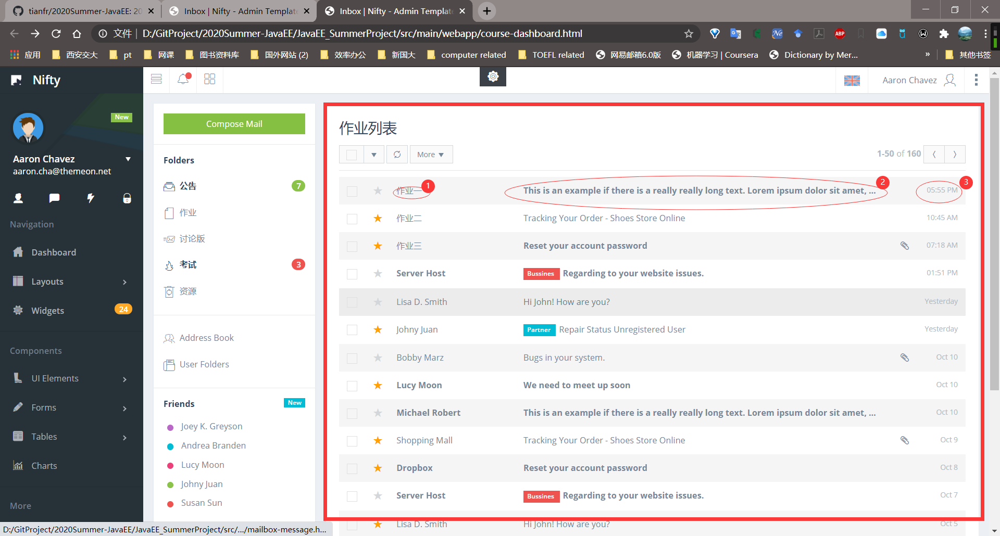 tianfr/2020Summer-JavaEE: 20
Inbox | Nifty - Admin Template
Inbox | Nifty - Admin Template
文件 | D:/GitProject/2020Summer-JavaEE/JavaEE_SummerProject/src/main/webapp/course-dashboard.html
应用 西安交大 pt 网课 图书资料库 国外网站 (2) 效率办公 新国大 computer related TOEFL related 网易邮箱6.0版 机器学习 | Coursera Dictionary by Mer... » 其他书签
Nifty
Aaron Chavez
New
Aaron Chavez
aaron.cha@themeon.net
Navigation
Dashboard
Layouts
Widgets 24
Components
UI Elements
Forms
Tables
Charts
More
Compose Mail
Folders
公告 7
作业
讨论版
考试 3
资源
Address Book
User Folders
Friends New
Joey K. Greyson
Andrea Branden
Lucy Moon
Johny Juan
Susan Sun
作业列表
More
1-50 of 160
作业一 1 This is an example if there is a really really long text. Lorem ipsum dolor sit amet, ... 2 05:55 PM 3
作业二 Tracking Your Order - Shoes Store Online 10:45 AM
作业三 Reset your account password 07:18 AM
Server Host Bussines Regarding to your website issues. 01:51 PM
Lisa D. Smith Hi John! How are you? Yesterday
Johny Juan Partner Repair Status Unregistered User Yesterday
Bobby Marz Bugs in your system. Oct 10
Lucy Moon We need to meet up soon Oct 10
Michael Robert This is an example if there is a really really long text. Lorem ipsum dolor sit amet, ... Oct 10
Shopping Mall Tracking Your Order - Shoes Store Online Oct 9
Dropbox Reset your account password Oct 8
Server Host Bussines Regarding to your website issues. Oct 7
Lisa D. Smith Hi John! How are you? Oct 5
D:/GitProject/2020Summer-JavaEE/JavaEE_SummerProject/src/.../mailbox-message.h...